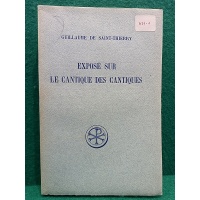 GUILLAUME DE SAINT-THIERRY
EXPOSÉ SUR
LE CANTIQUE DES CANTIQUES